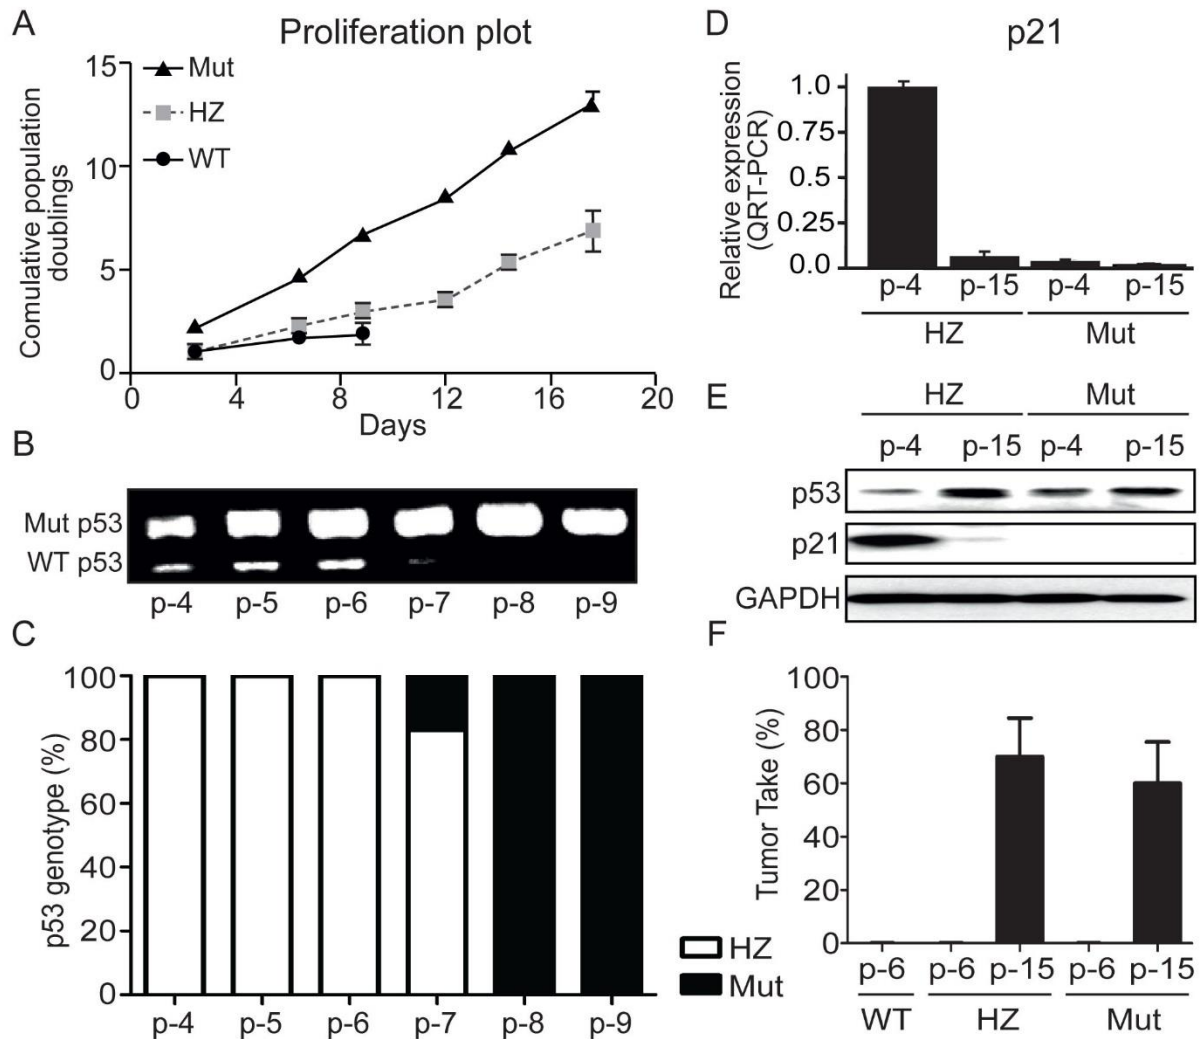 A
Proliferation plot
Mut
HZ
WT
15
10
5
0
Comulative population
doublings
0 4 8 12 16 20
Days
B
Mut p53
WT p53
p-4 p-5 p-6 p-7 p-8 p-9
C
p53 genotype (%)
100
80
60
40
20
0
p-4 p-5 p-6 p-7 p-8 p-9
HZ
Mut
D
p21
Relative expression
(QRT-PCR)
1.0
0.75
0.5
0.25
0.0
p-4 p-15 p-4 p-15
HZ Mut
E
HZ Mut
p-4 p-15 p-4 p-15
p53
p21
GAPDH
F
Tumor Take (%)
100
80
60
40
20
0
p-6 p-6 p-15 p-6 p-15
WT HZ Mut